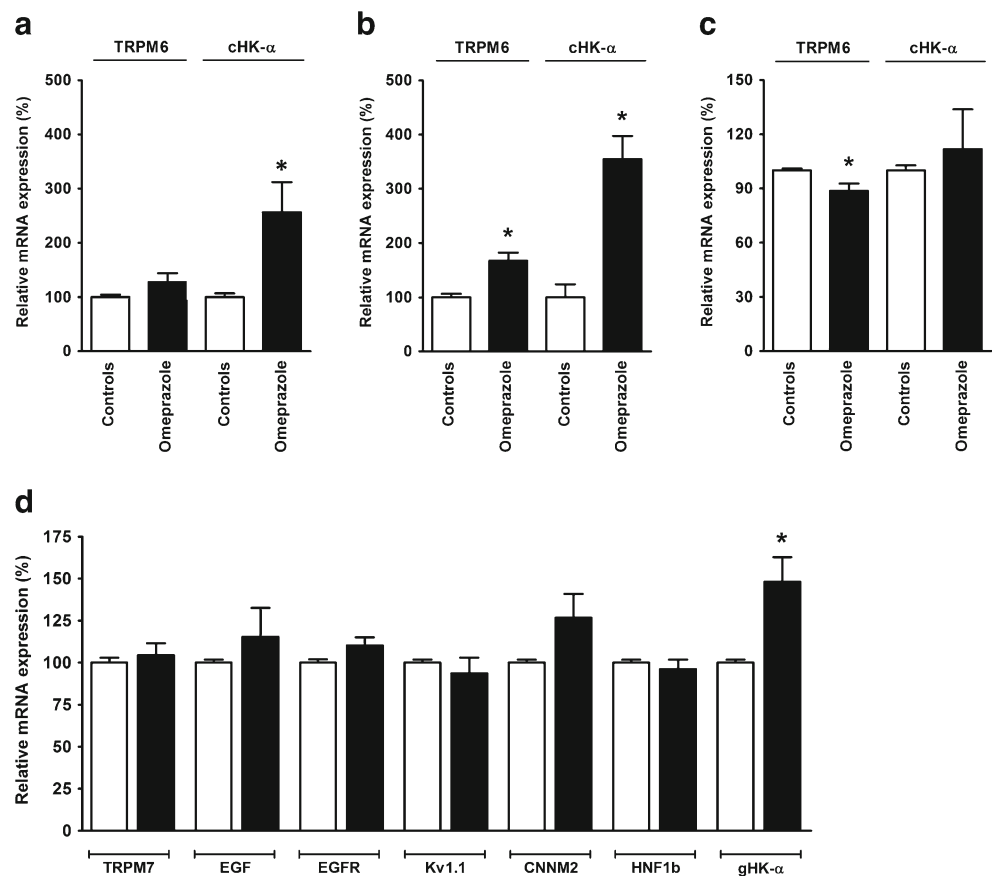 a
TRPM6 cHK-α
Relative mRNA expression (%)
500
400
300
200
100
0
*
Controls
Omeprazole
Controls
Omeprazole
b
TRPM6 cHK-α
Relative mRNA expression (%)
500
400
300
200
100
0
*
*
Controls
Omeprazole
Controls
Omeprazole
c
TRPM6 cHK-α
Relative mRNA expression (%)
150
120
90
60
30
0
*
Controls
Omeprazole
Controls
Omeprazole
d
Relative mRNA expression (%)
175
150
125
100
75
50
25
0
*
TRPM7 EGF EGFR Kv1.1 CNNM2 HNF1b gHK-α